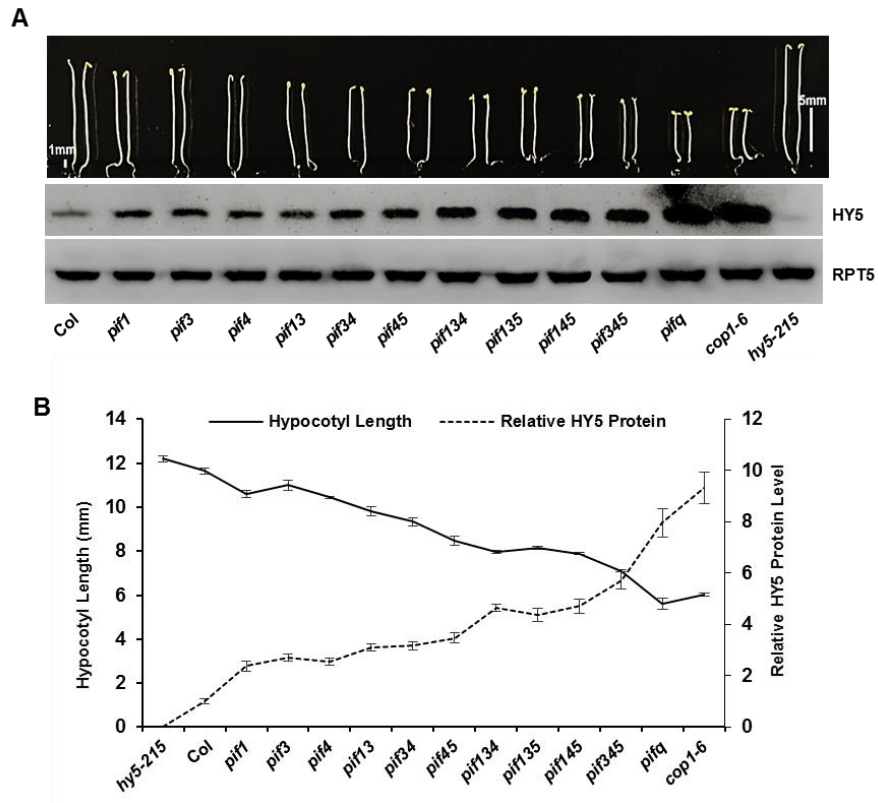 A
1mm
5mm
HY5
RPT5
Col pif1 pif3 pif4 pif13 pif34 pif45 pif134 pif135 pif145 pif345 pifq cop1-6 hy5-215
B
Hypocotyl Length
Relative HY5 Protein
Hypocotyl Length (mm)
14
12
10
8
6
4
2
0
12
10
8
6
4
2
0
Relative HY5 Protein Level
hy5-215 Col pif1 pif3 pif4 pif13 pif34 pif45 pif134 pif135 pif145 pif345 pifq cop1-6